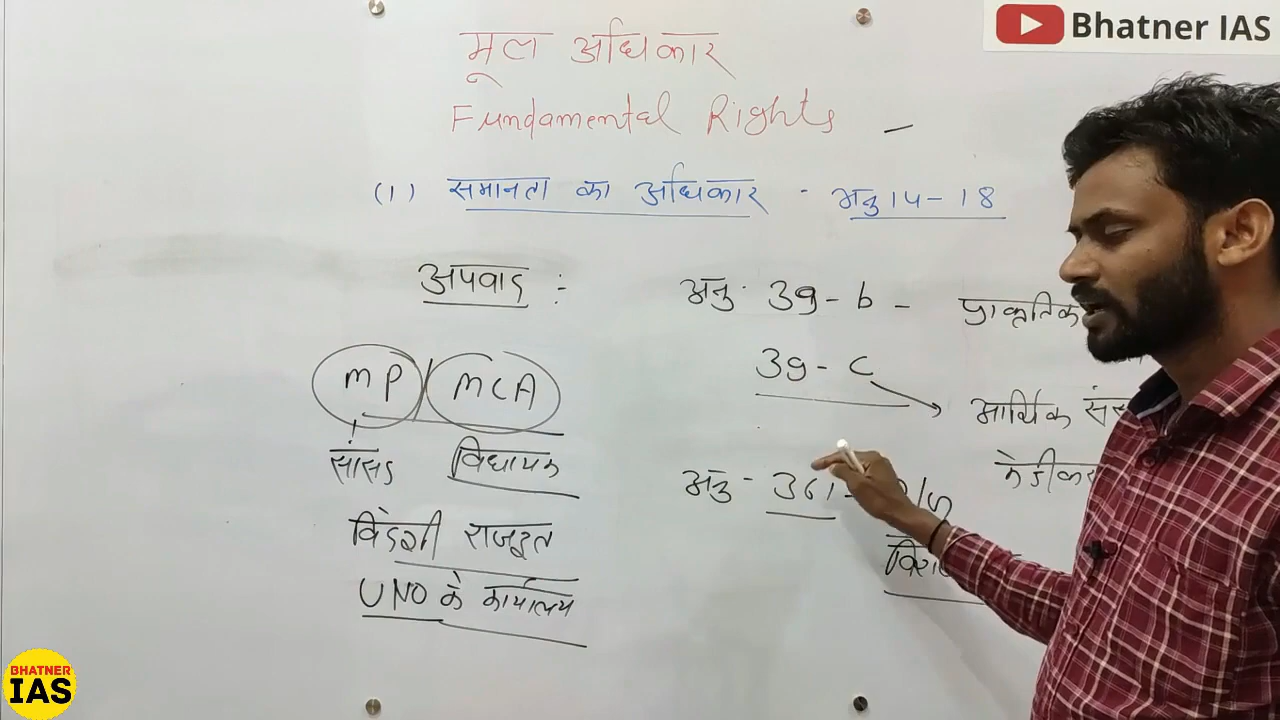 Bhatner IAS
मूल अधिकार
Fundamental Rights -
(1) समानता का अधिकार - अनु 14-18
अपवाद :-
MP / MLA
सांसद विधायक
विदेशी राजदूत
UNO के कार्यालय
अनु. 39-b - प्राकृतिक
39-c
आर्थिक
अनु - 361 -
BHATNER
IAS